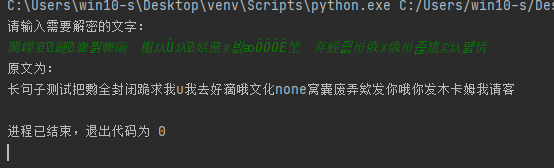 C:\Users\win10-s\Desktop\venv\Scripts\python.exe C:/Users/win10-s/Des
请输入需要解密的文字:
原文为:
长句子测试把覅全封闭跪求我u我去好滴哦文化none窝囊废弄欸发你哦你发木卡姆我请客
进程已结束，退出代码为 0